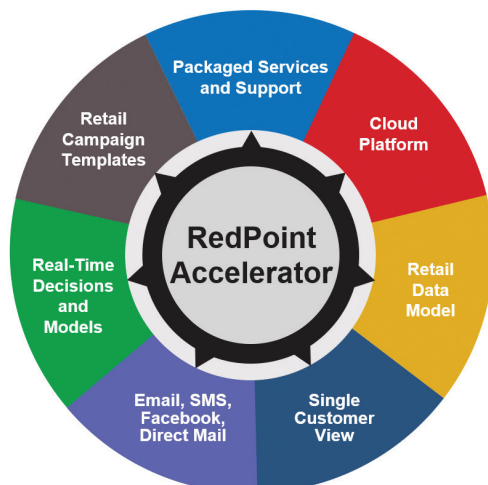 Packaged Services
and Support
Cloud
Platform
Retail
Data
Model
Single
Customer
View
Email, SMS,
Facebook,
Direct Mail
Real-Time
Decisions
and
Models
Retail
Campaign
Templates
RedPoint
Accelerator